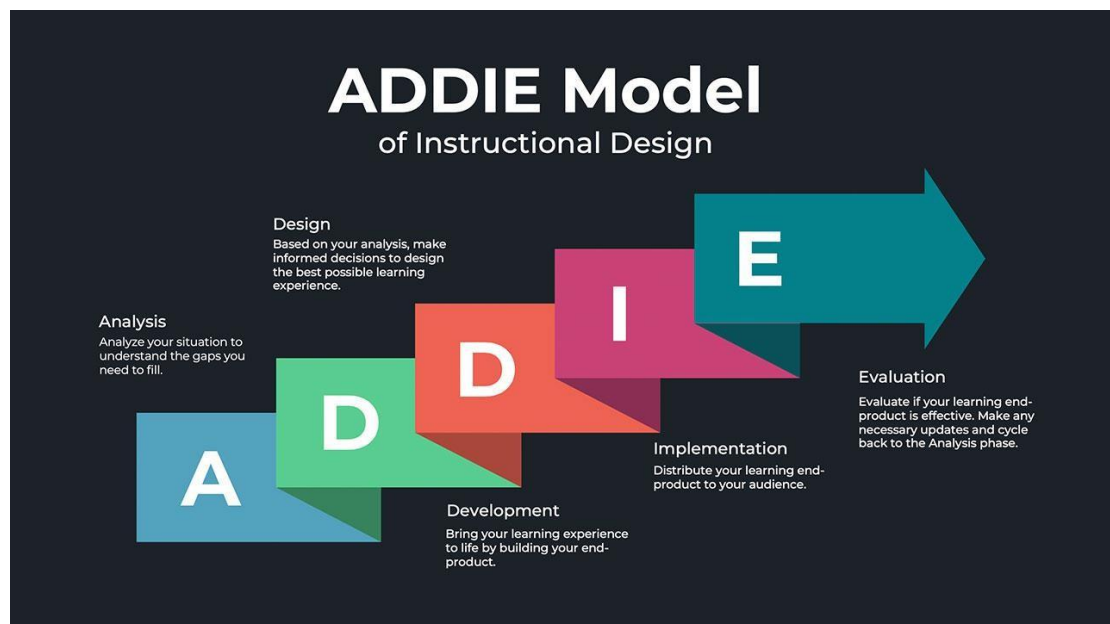 ADDIE Model
of Instructional Design
Design
Based on your analysis, make
informed decisions to design
the best possible learning
experience.
Analysis
Analyze your situation to
understand the gaps you
need to fill.
A
D
D
I
E
Evaluation
Evaluate if your learning end-
product is effective. Make any
necessary updates and cycle
back to the Analysis phase.
Implementation
Distribute your learning end-
product to your audience.
Development
Bring your learning experience
to life by building your end-
product.